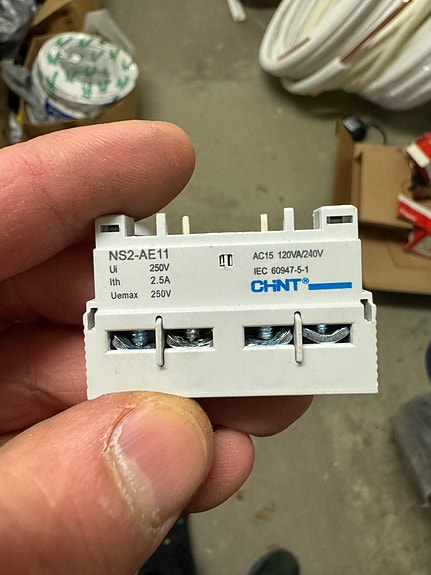 NS2-AE11
Ui 250V
Ith 2.5A
Uemax 250V
AC15 120VA/240V
IEC 60947-5-1
CHNT®